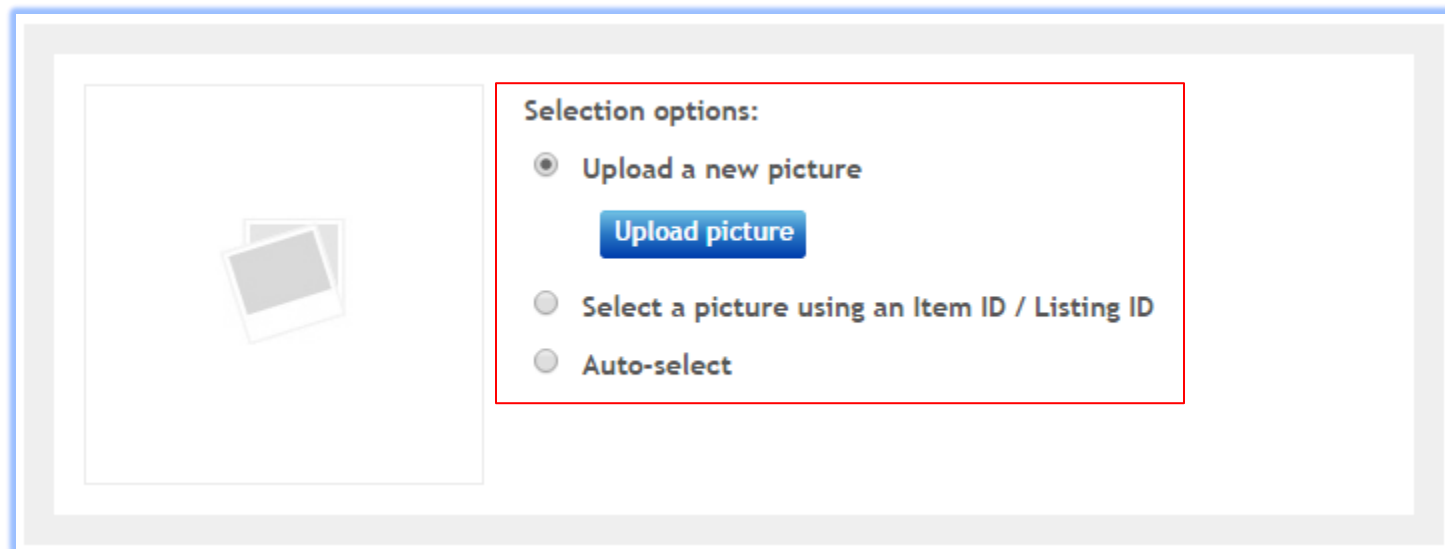 Selection options:
Upload a new picture
Upload picture
Select a picture using an Item ID / Listing ID
Auto-select